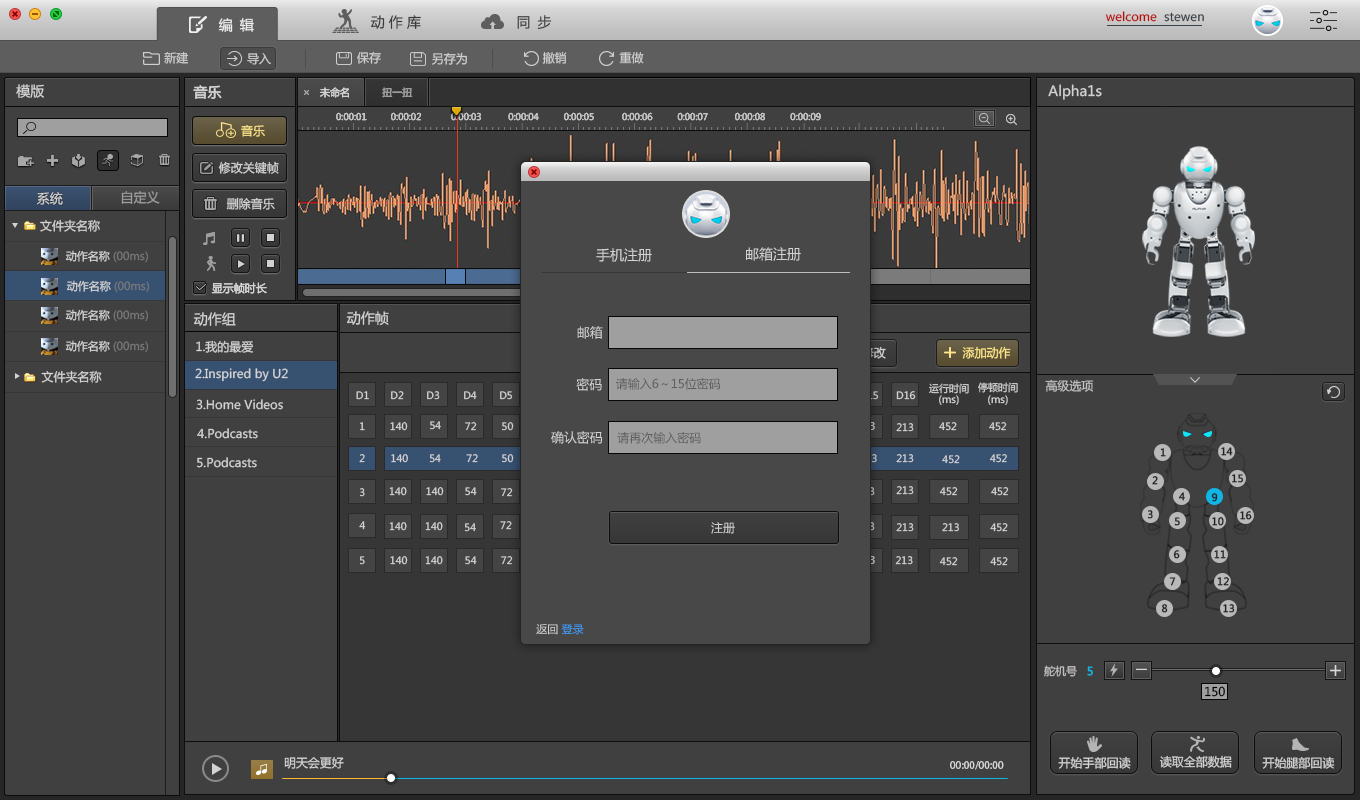 编 辑
动 作 库
同 步
welcome stewen
新建
导入
保存
另存为
撤销
重做
模版
系统
自定义
文件夹名称
动作名称 (00ms)
动作名称 (00ms)
动作名称 (00ms)
动作名称 (00ms)
文件夹名称
音乐
音乐
修改关键帧
删除音乐
显示帧时长
× 未命名
扭一扭
0:00:01 0:00:02 0:00:03 0:00:04 0:00:05 0:00:06 0:00:07 0:00:08 0:00:09
动作组
1.我的最爱
2.Inspired by U2
3.Home Videos
4.Podcasts
5.Podcasts
动作帧
改
添加动作
D1 D2 D3 D4 D5 5 D16 运行时间(ms) 停顿时间(ms)
1 140 54 72 50 3 213 452 452
2 140 54 72 50 3 213 452 452
3 140 140 54 72 3 213 452 452
4 140 140 54 72 3 213 213 452
5 140 140 54 72 3 213 452 452
手机注册
邮箱注册
邮箱
密码 请输入6～15位密码
确认密码 请再次输入密码
注册
返回 登录
明天会更好
00:00/00:00
Alpha1s
高级选项
1 14
2 15
4 9
3 5 10 16
6 11
7 12
8 13
舵机号 5
150
开始手部回读
读取全部数据
开始腿部回读